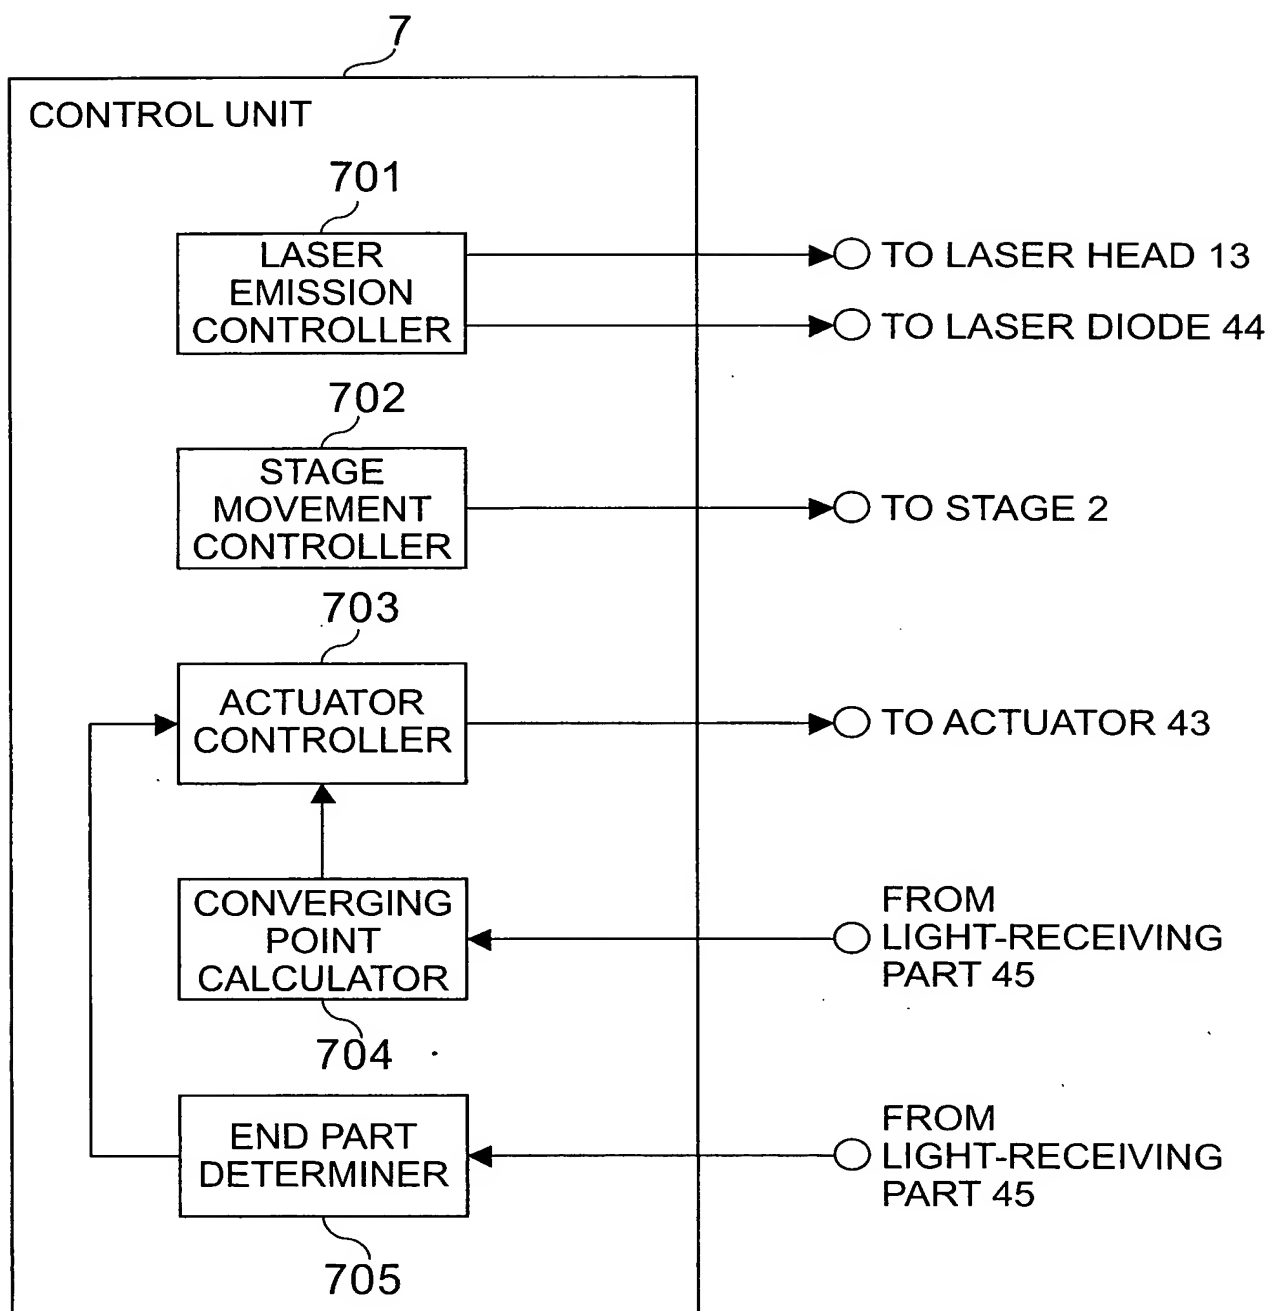 7
CONTROL UNIT
701
LASER
EMISSION
CONTROLLER
TO LASER HEAD 13
TO LASER DIODE 44
702
STAGE
MOVEMENT
CONTROLLER
TO STAGE 2
703
ACTUATOR
CONTROLLER
TO ACTUATOR 43
CONVERGING
POINT
CALCULATOR
704
FROM
LIGHT-RECEIVING
PART 45
END PART
DETERMINER
705
FROM
LIGHT-RECEIVING
PART 45